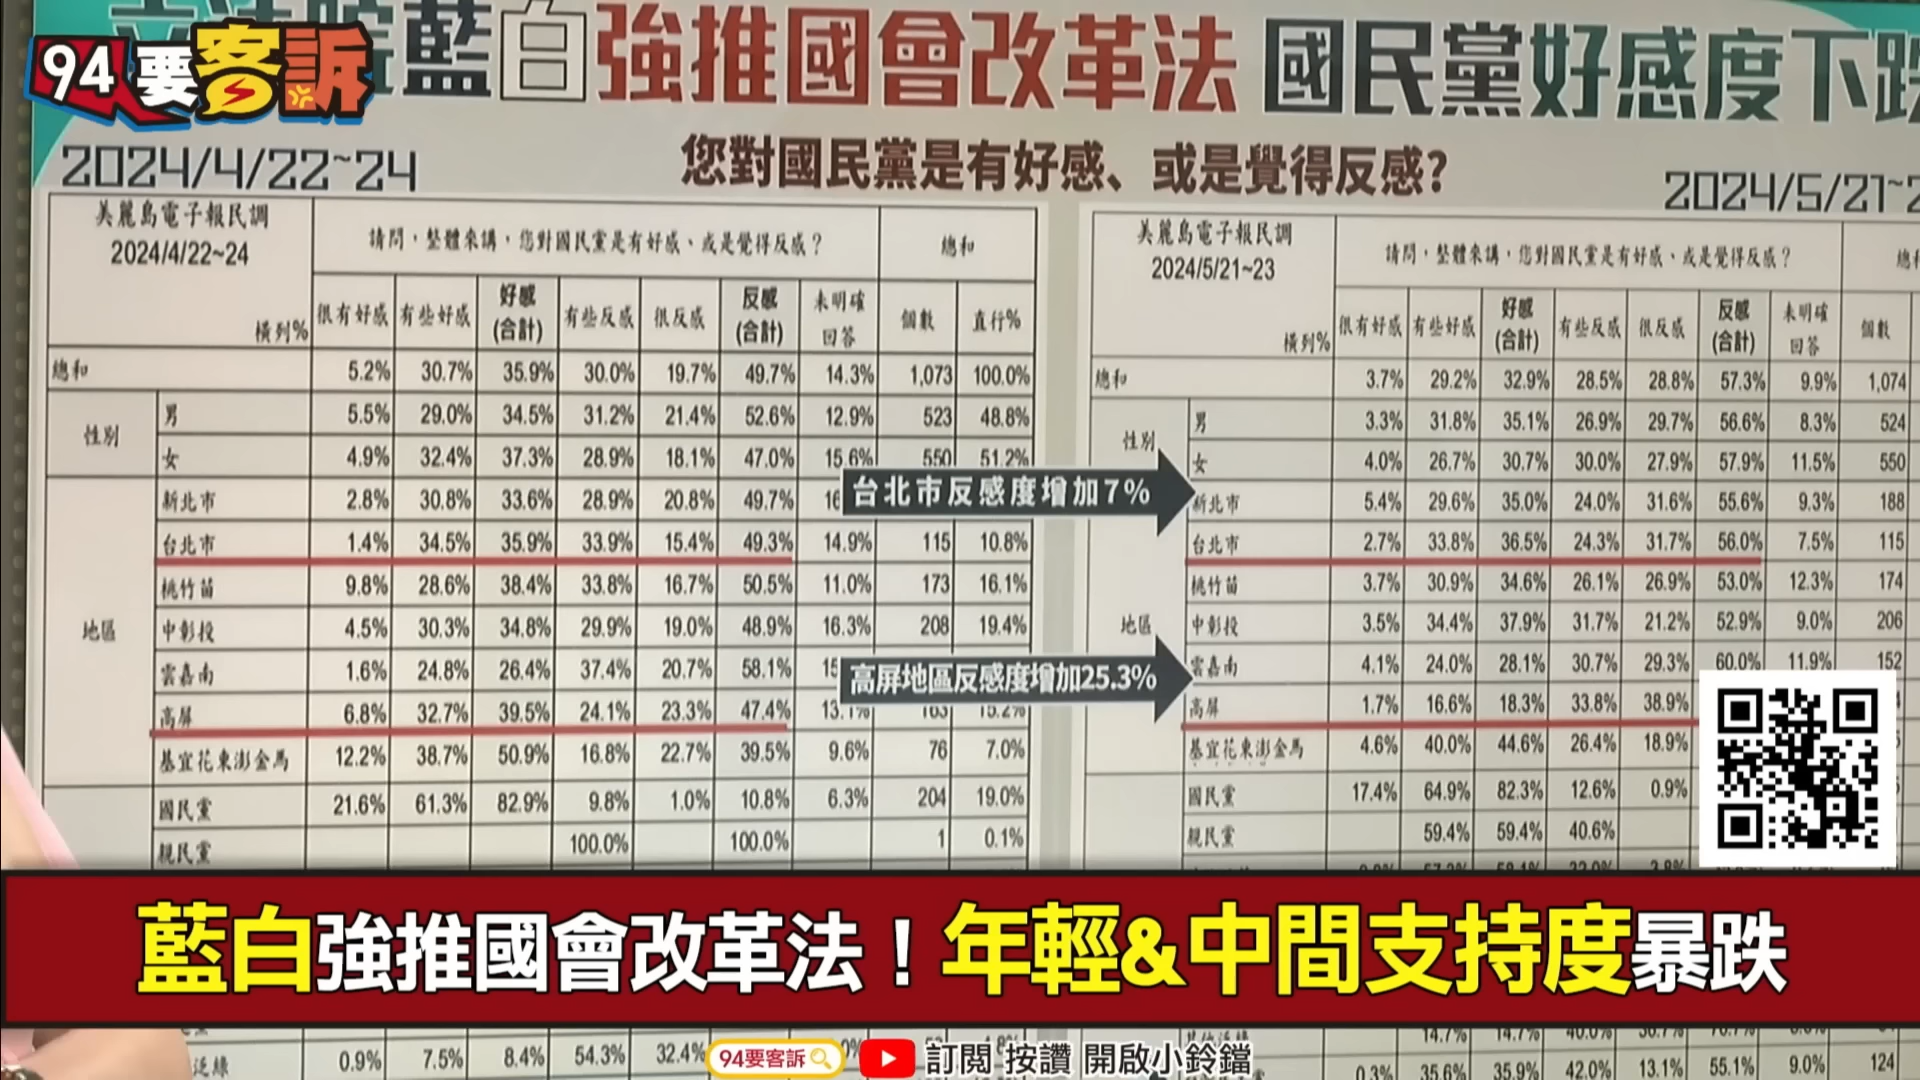 94要客訴
藍白強推國會改革法 國民黨好感度下跌
2024/4/22~24
您對國民黨是有好感、或是覺得反感?
2024/5/21~2
美麗島電子報民調
2024/4/22~24
請問，整體來講，您對國民黨是有好感、或是覺得反感？ 總和
橫列% 很有好感 有些好感 好感(合計) 有些反感 很反感 反感(合計) 未明確回答 個數 直行%
總和 5.2% 30.7% 35.9% 30.0% 19.7% 49.7% 14.3% 1,073 100.0%
性別
男 5.5% 29.0% 34.5% 31.2% 21.4% 52.6% 12.9% 523 48.8%
女 4.9% 32.4% 37.3% 28.9% 18.1% 47.0% 15.6% 550 51.2%
地區
新北市 2.8% 30.8% 33.6% 28.9% 20.8% 49.7% 16
台北市 1.4% 34.5% 35.9% 33.9% 15.4% 49.3% 14.9% 115 10.8%
桃竹苗 9.8% 28.6% 38.4% 33.8% 16.7% 50.5% 11.0% 173 16.1%
中彰投 4.5% 30.3% 34.8% 29.9% 19.0% 48.9% 16.3% 208 19.4%
雲嘉南 1.6% 24.8% 26.4% 37.4% 20.7% 58.1% 15
高屏 6.8% 32.7% 39.5% 24.1% 23.3% 47.4% 13.1% 163 15.2%
基宜花東澎金馬 12.2% 38.7% 50.9% 16.8% 22.7% 39.5% 9.6% 76 7.0%
國民黨 21.6% 61.3% 82.9% 9.8% 1.0% 10.8% 6.3% 204 19.0%
親民黨 100.0% 100.0% 1 0.1%
台北市反感度增加7%
高屏地區反感度增加25.3%
美麗島電子報民調
2024/5/21~23
請問，整體來講，您對國民黨是有好感、或是覺得反感？
橫列% 很有好感 有些好感 好感(合計) 有些反感 很反感 反感(合計) 未明確回答 個數
總和 3.7% 29.2% 32.9% 28.5% 28.8% 57.3% 9.9% 1,074
性別
男 3.3% 31.8% 35.1% 26.9% 29.7% 56.6% 8.3% 524
女 4.0% 26.7% 30.7% 30.0% 27.9% 57.9% 11.5% 550
地區
新北市 5.4% 29.6% 35.0% 24.0% 31.6% 55.6% 9.3% 188
台北市 2.7% 33.8% 36.5% 24.3% 31.7% 56.0% 7.5% 115
桃竹苗 3.7% 30.9% 34.6% 26.1% 26.9% 53.0% 12.3% 174
中彰投 3.5% 34.4% 37.9% 31.7% 21.2% 52.9% 9.0% 206
雲嘉南 4.1% 24.0% 28.1% 30.7% 29.3% 60.0% 11.9% 152
高屏 1.7% 16.6% 18.3% 33.8% 38.9%
基宜花東澎金馬 4.6% 40.0% 44.6% 26.4% 18.9%
國民黨 17.4% 64.9% 82.3% 12.6% 0.9%
親民黨 59.4% 59.4% 40.6%
藍白強推國會改革法！年輕&中間支持度暴跌
泛綠 0.9% 7.5% 8.4% 54.3% 32.4%
14.7% 14.7% 40.0%
0.3% 35.6% 35.9% 42.0% 13.1% 55.1% 9.0% 124
94要客訴 訂閱 按讚 開啟小鈴鐺